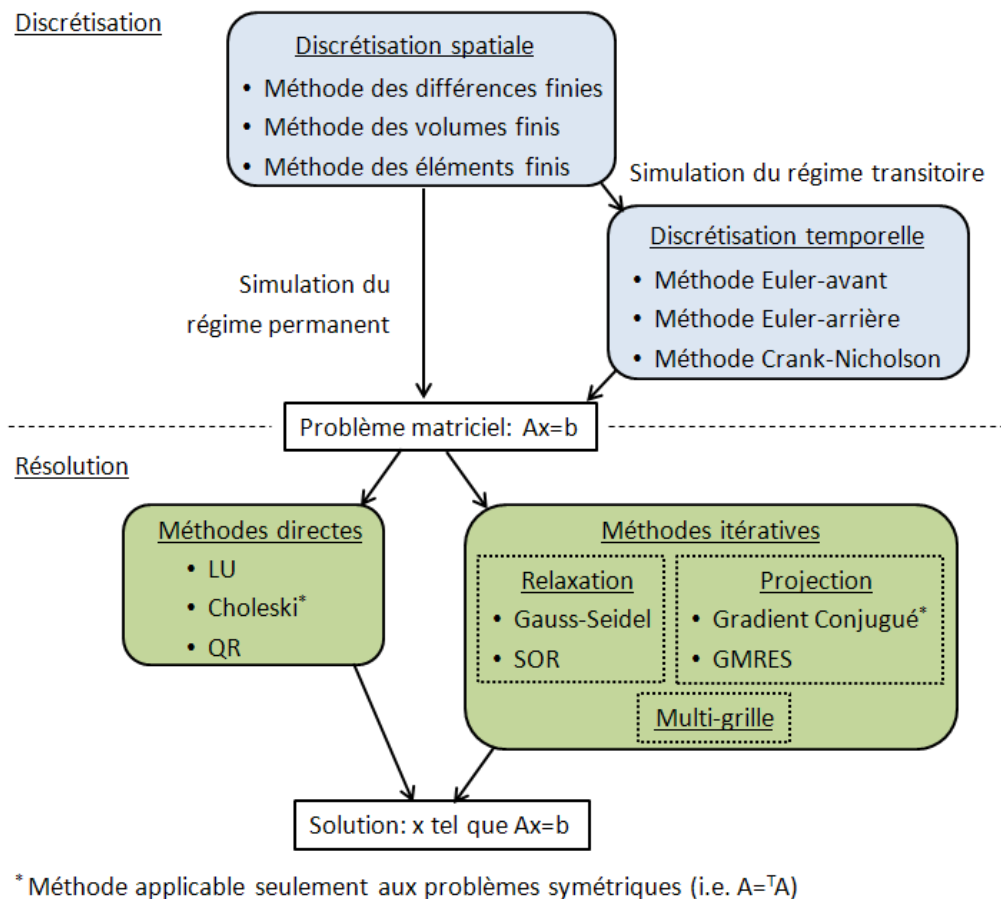 Discrétisation
Discrétisation spatiale
• Méthode des différences finies
• Méthode des volumes finis
• Méthode des éléments finis
Simulation du régime transitoire
Discrétisation temporelle
• Méthode Euler-avant
• Méthode Euler-arrière
• Méthode Crank-Nicholson
Simulation du
régime permanent
Problème matriciel: Ax=b
Résolution
Méthodes directes
• LU
• Choleski*
• QR
Méthodes itératives
Relaxation
• Gauss-Seidel
• SOR
Projection
• Gradient Conjugué*
• GMRES
Multi-grille
Solution: x tel que Ax=b
* Méthode applicable seulement aux problèmes symétriques (i.e. A=ᵀA)